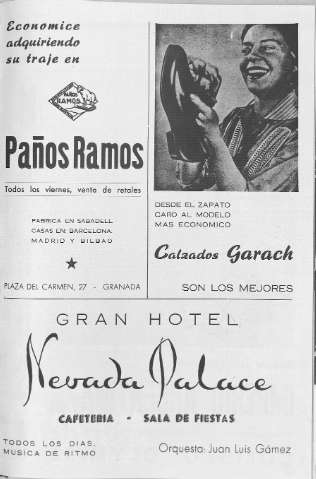 Economice
adquiriendo
su traje en
PAÑOS
RAMOS
Paños Ramos
Todos los viernes, venta de retales
FABRICA EN SABADELL
CASAS EN BARCELONA
MADRID Y BILBAO
PLAZA DEL CARMEN, 27 - GRANADA
DESDE EL ZAPATO
CARO AL MODELO
MAS ECONOMICO
Calzados Garach
SON LOS MEJORES
GRAN HOTEL
Nevada Palace
CAFETERIA - SALA DE FIESTAS
TODOS LOS DIAS,
MUSICA DE RITMO
Orquesta: Juan Luis Gámez